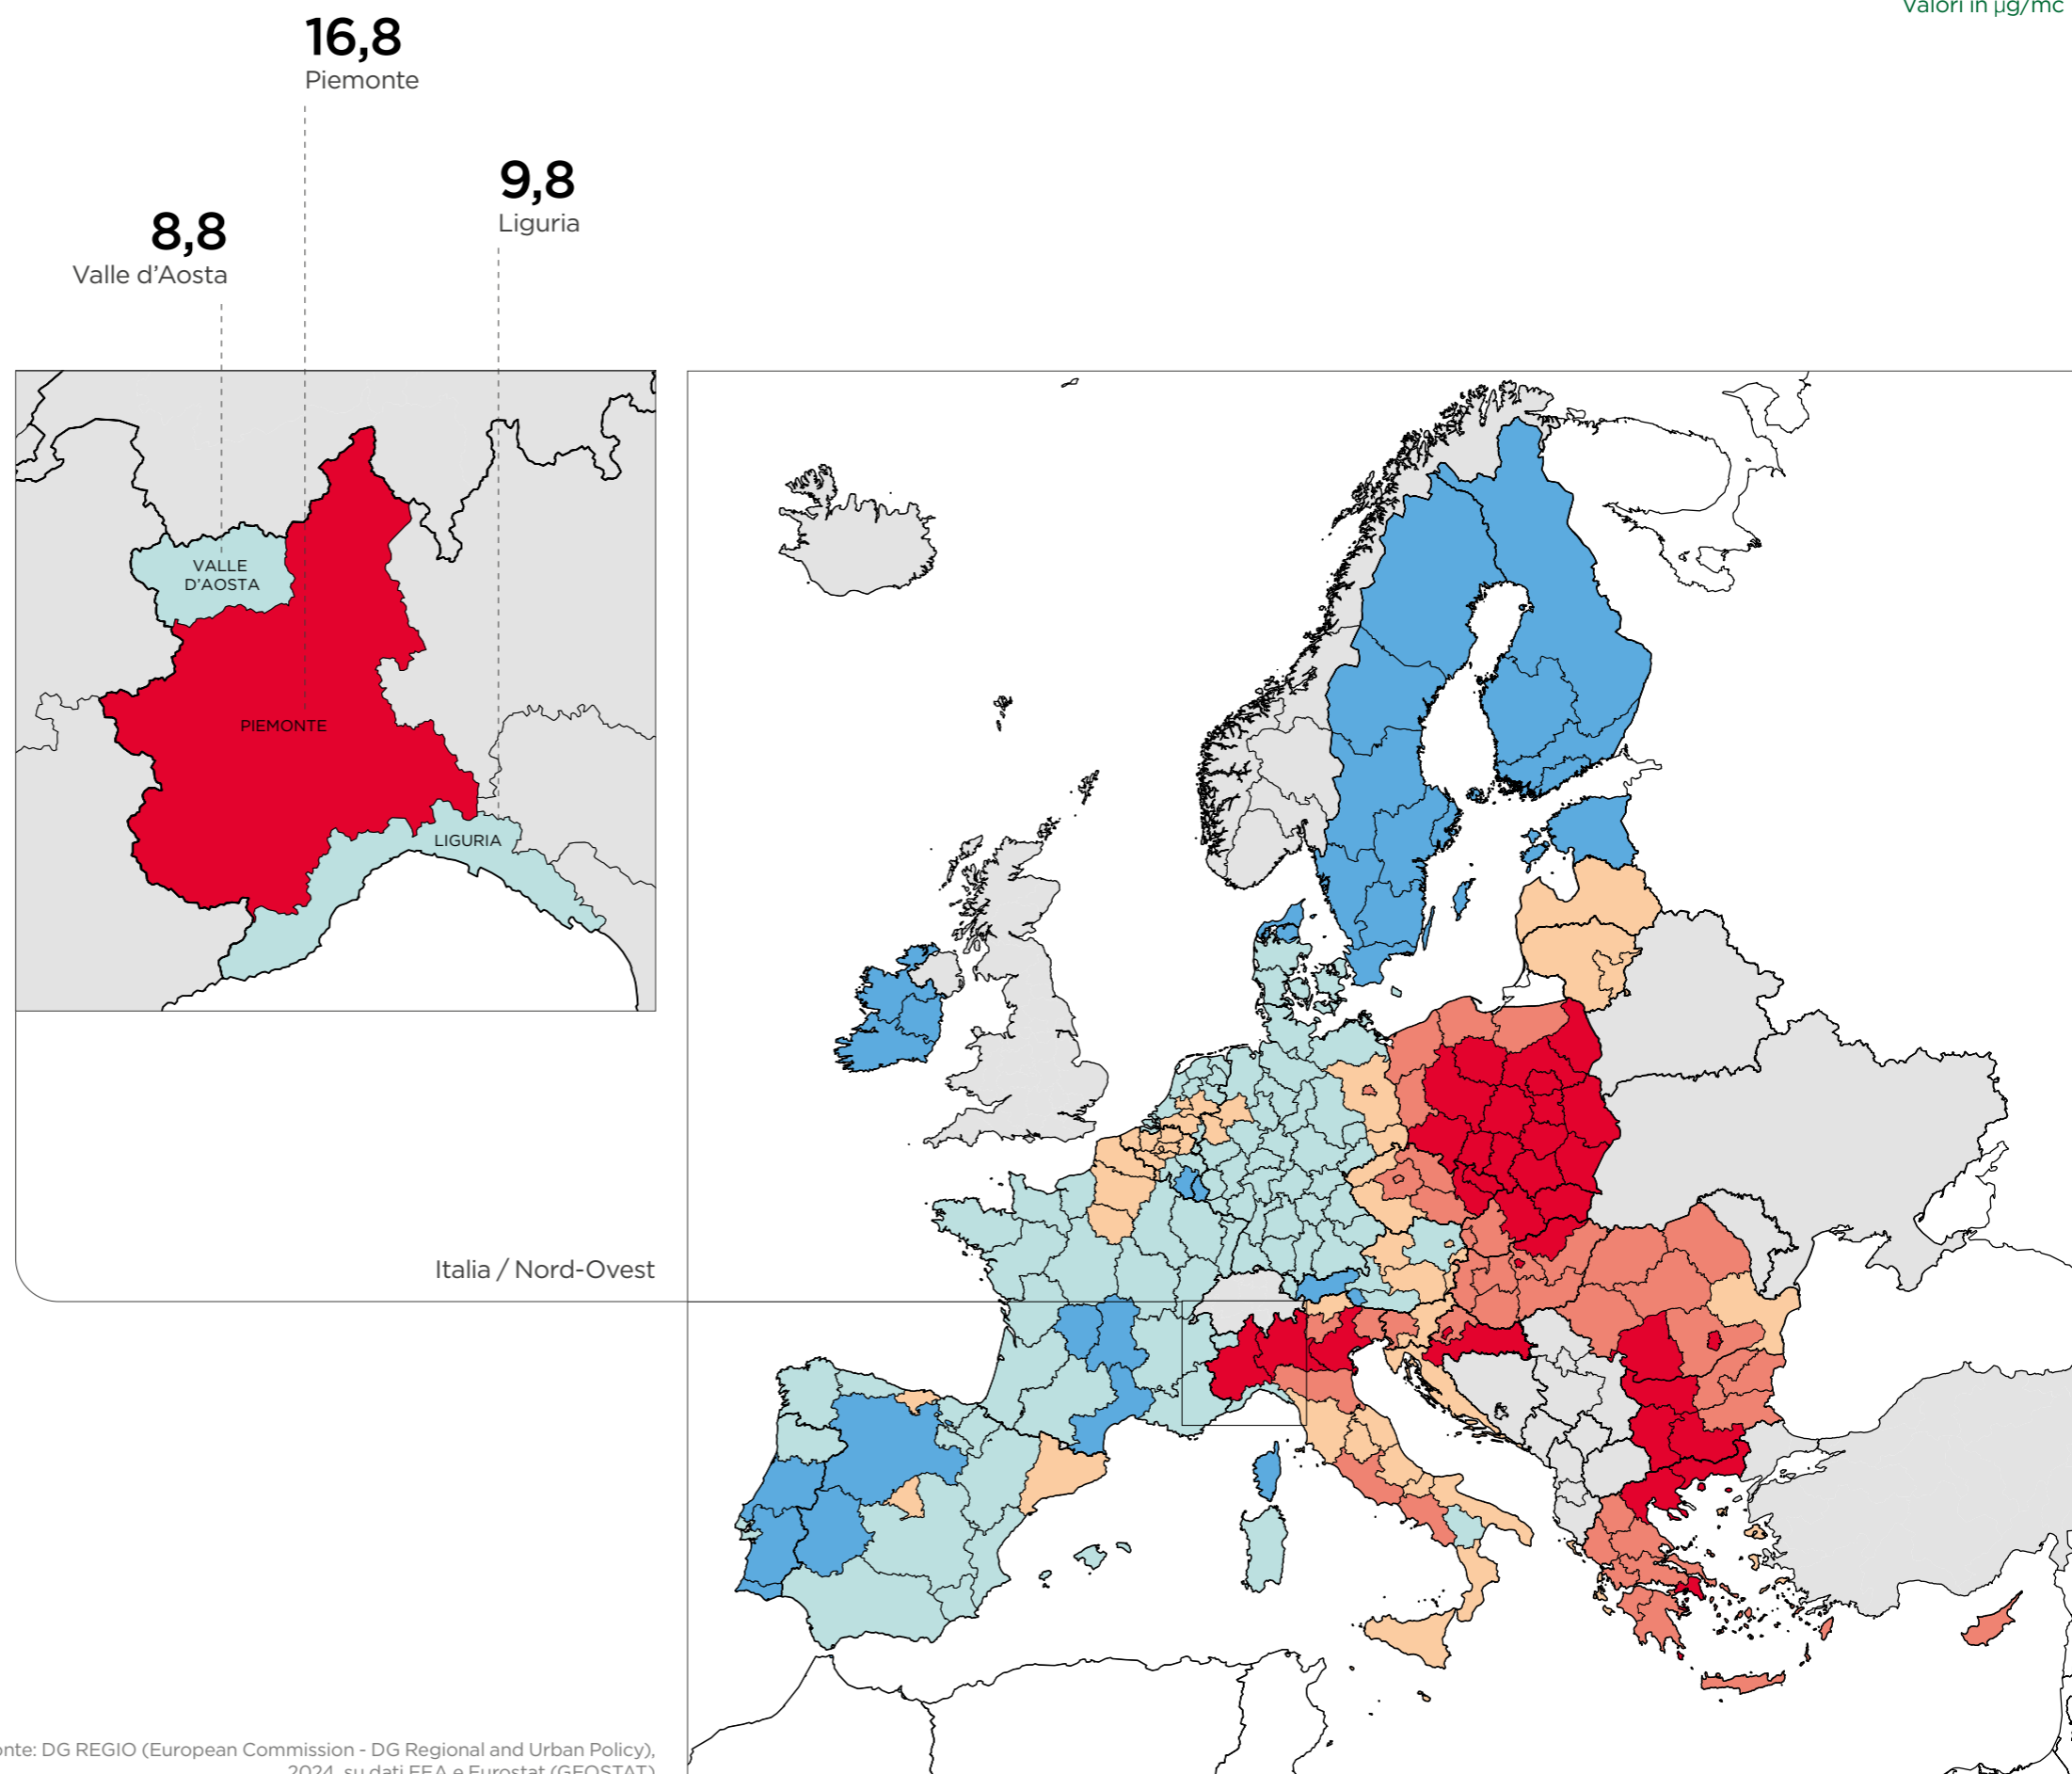 Valori in µg/mc
16,8
Piemonte
9,8
Liguria
8,8
Valle d'Aosta
VALLE
D'AOSTA
PIEMONTE
LIGURIA
Italia / Nord-Ovest
onte: DG REGIO (European Commission - DG Regional and Urban Policy),
2024, su dati EEA e Eurostat (GEOSTAT)